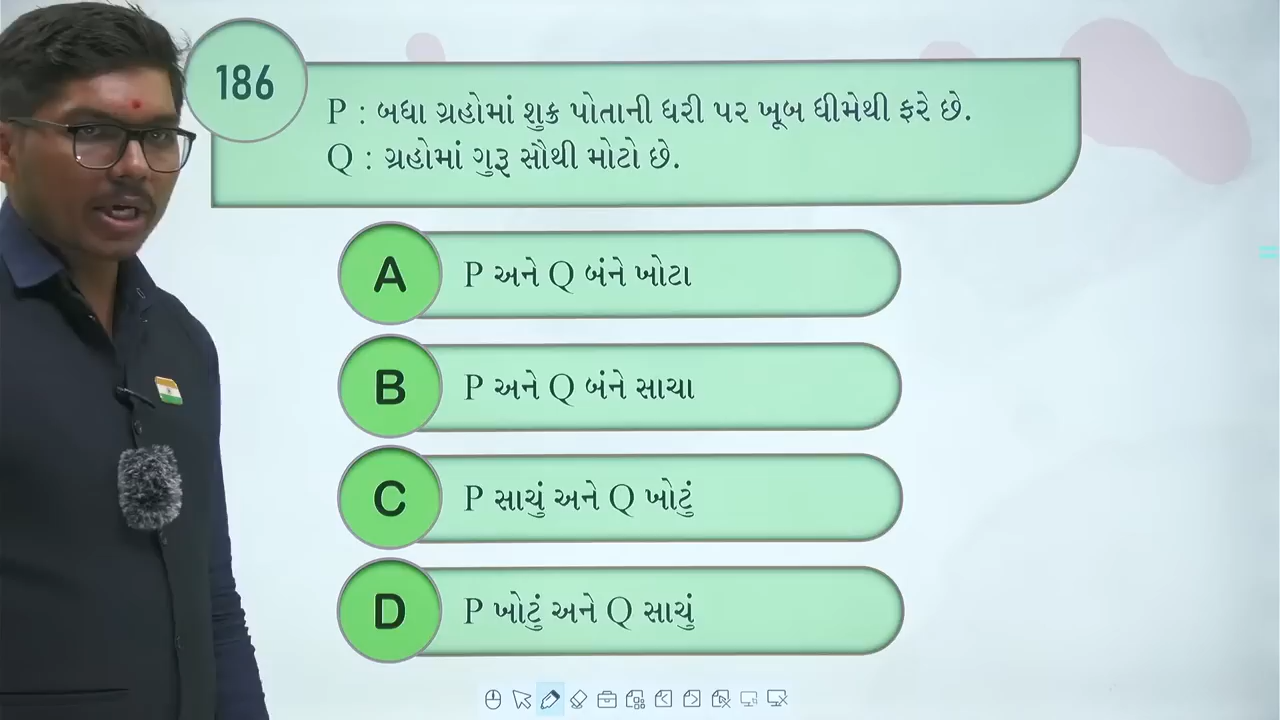 186
P : બધા ગ્રહોમાં શુક્ર પોતાની ધરી પર ખૂબ ધીમેથી ફરે છે.
Q : ગ્રહોમાં ગુરૂ સૌથી મોટો છે.
A P અને Q બંને ખોટા
B P અને Q બંને સાચા
C P સાચું અને Q ખોટું
D P ખોટું અને Q સાચું